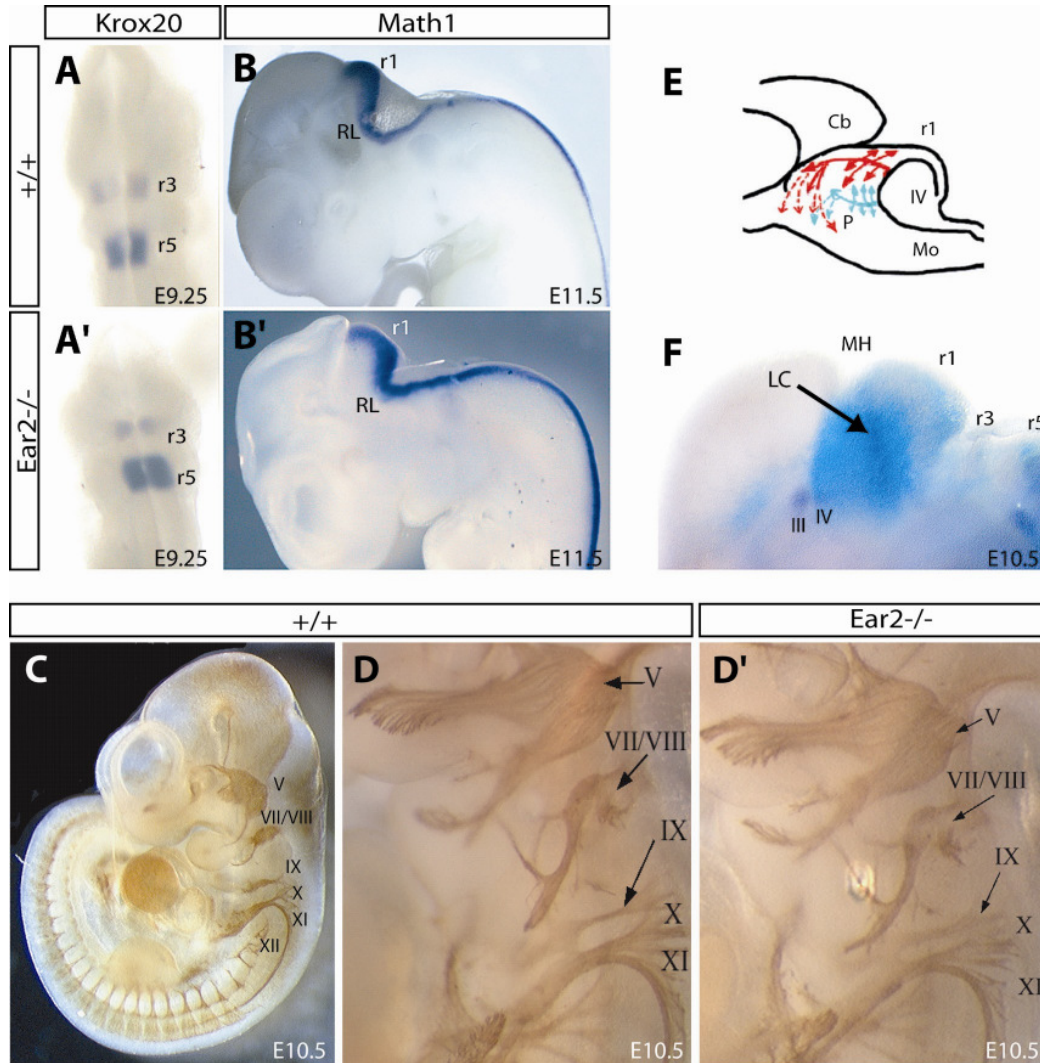 Krox20
Math1
+/+
A
r3
r5
E9.25
B
r1
RL
E11.5
E
Cb
r1
IV
P
Mo
Ear2-/-
A'
r3
r5
E9.25
B'
r1
RL
E11.5
F
MH
LC
r1
r3
r5
III
IV
E10.5
+/+
Ear2-/-
C
V
VII/VIII
IX
X
XI
XII
E10.5
D
V
VII/VIII
IX
X
XI
E10.5
D'
V
VII/VIII
IX
X
XI
E10.5